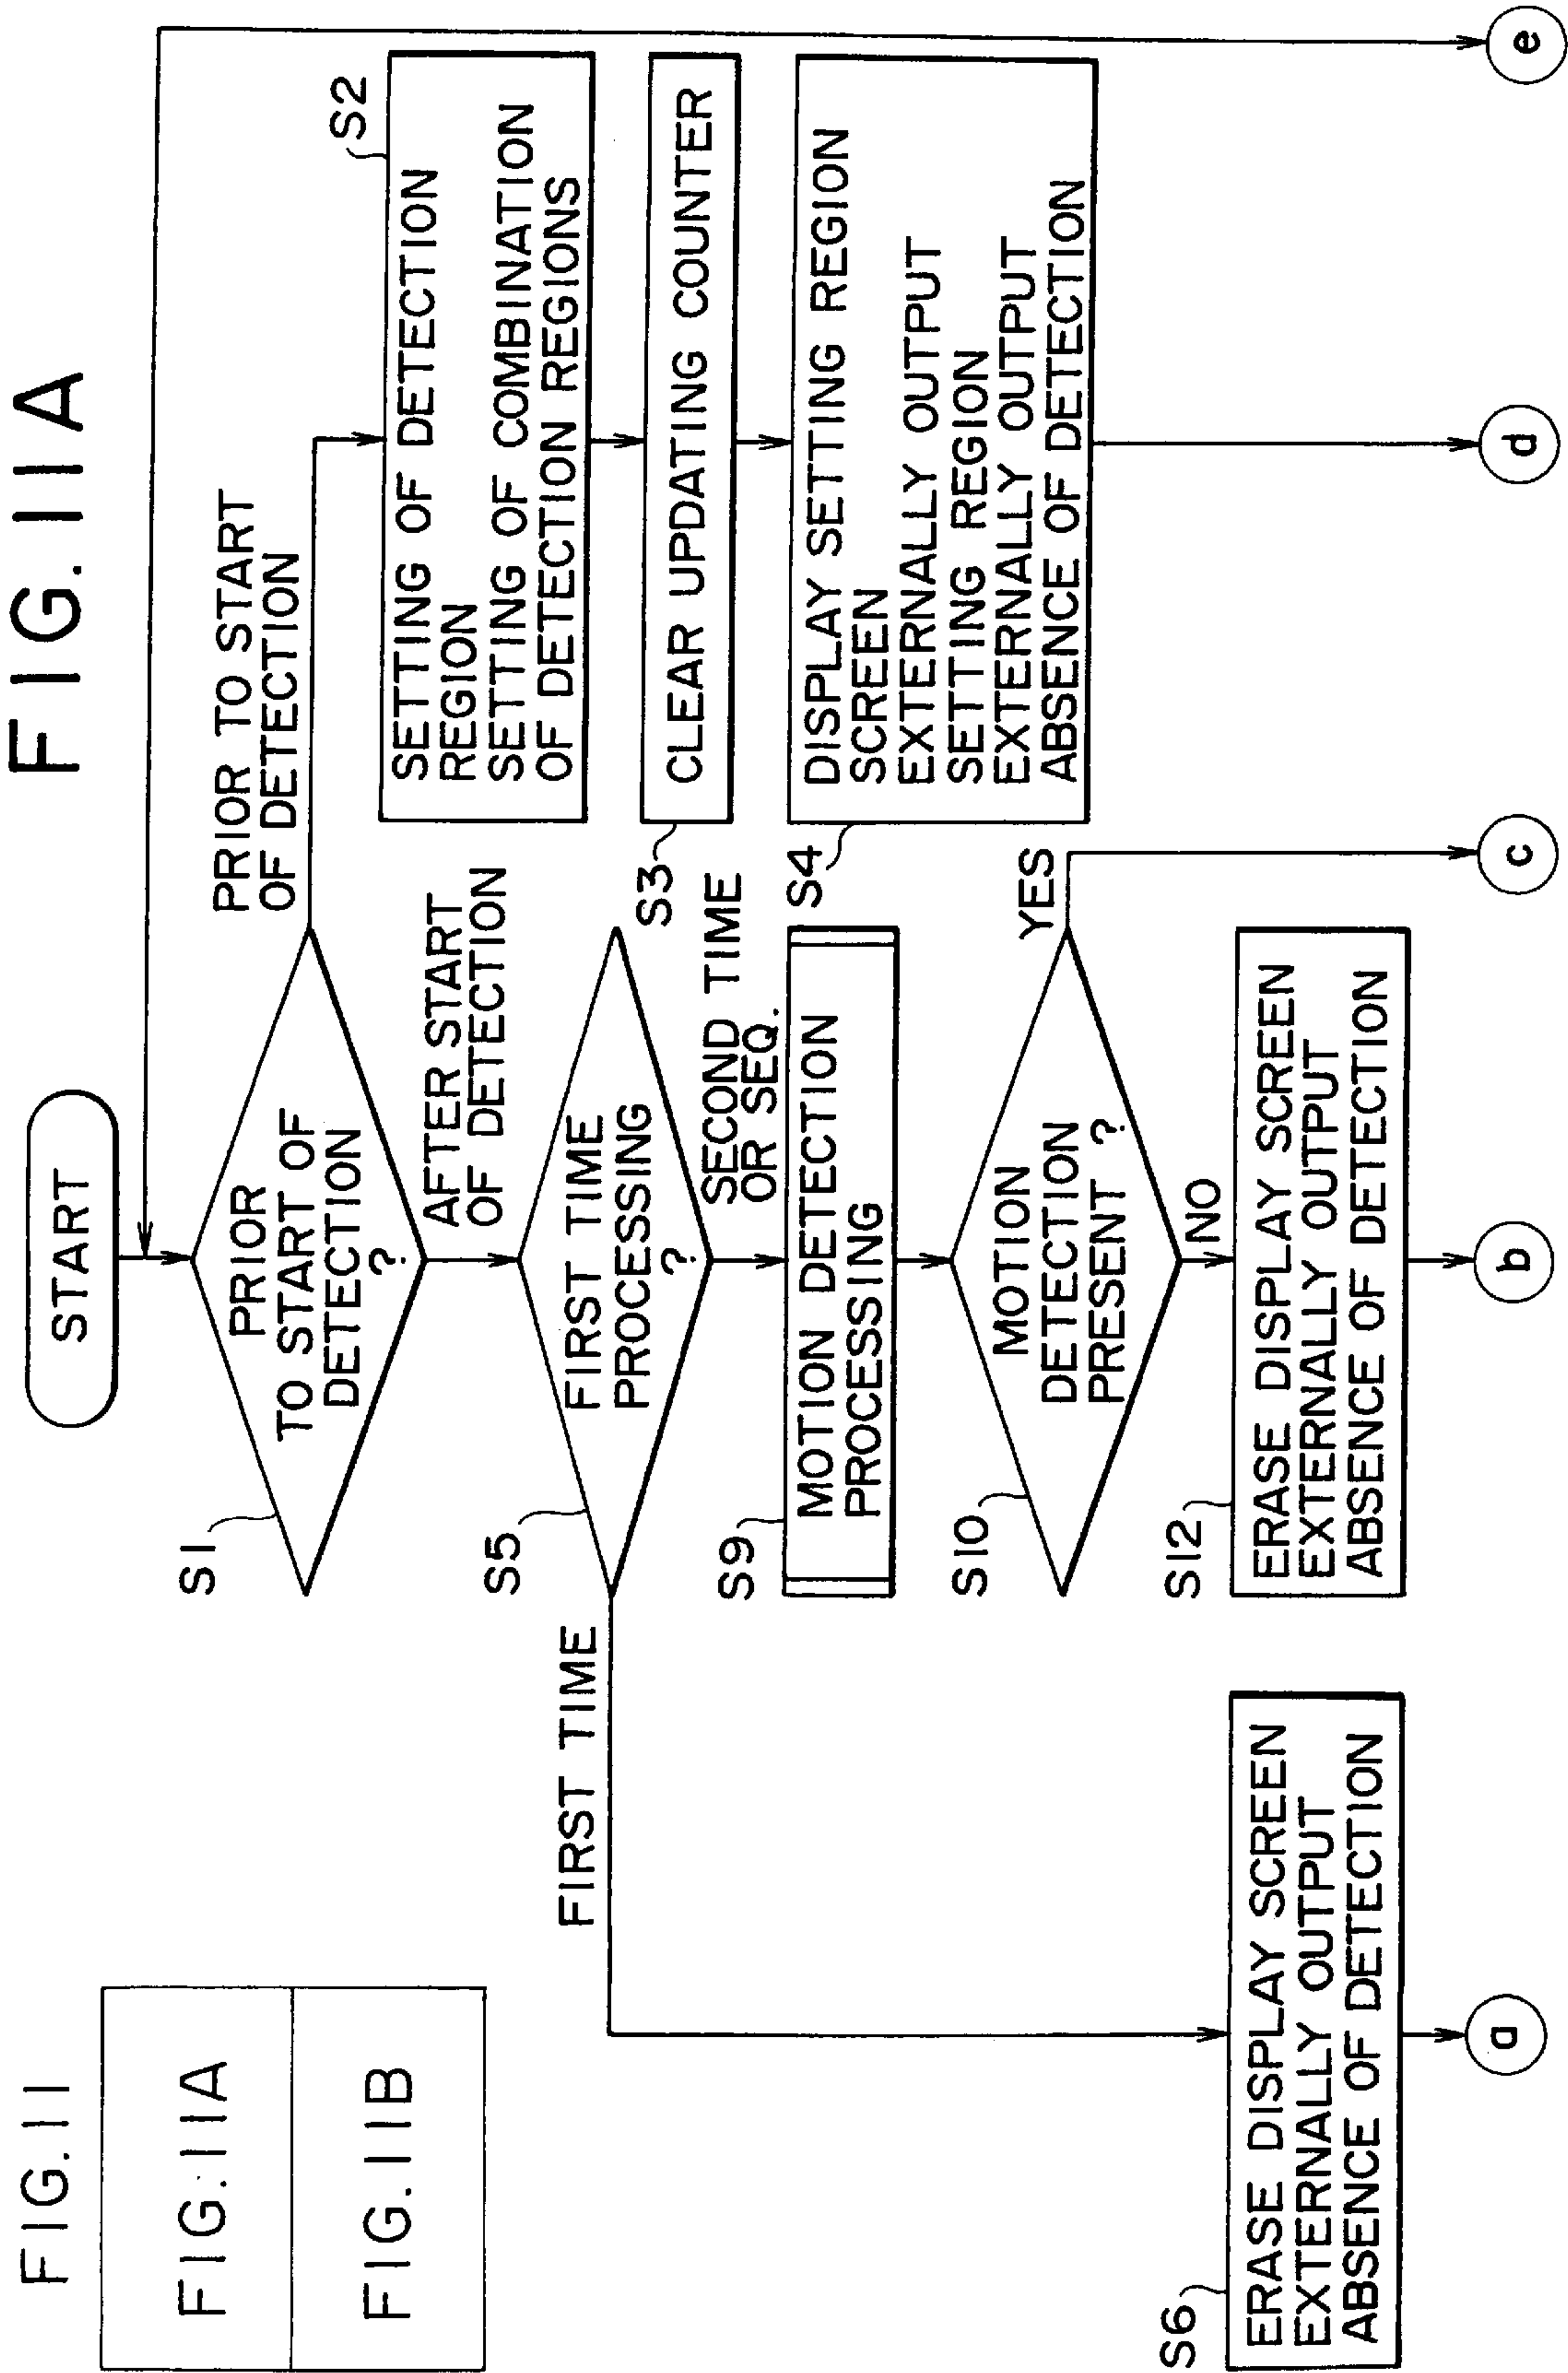 FIG.11
FIG.11A
FIG.11B
FIG.11A
START
S1
PRIOR
TO START OF
DETECTION
?
PRIOR TO START
OF DETECTION
S2
SETTING OF DETECTION
REGION
SETTING OF COMBINATION
OF DETECTION REGIONS
S3
CLEAR UPDATING COUNTER
S4
DISPLAY SETTING REGION
SCREEN
EXTERNALLY OUTPUT
SETTING REGION
EXTERNALLY OUTPUT
ABSENCE OF DETECTION
AFTER START
OF DETECTION
S5
FIRST TIME
PROCESSING
?
FIRST TIME
SECOND TIME
OR SEQ.
S9
MOTION DETECTION
PROCESSING
S10
MOTION
DETECTION
PRESENT ?
YES
NO
S12
ERASE DISPLAY SCREEN
EXTERNALLY OUTPUT
ABSENCE OF DETECTION
S6
ERASE DISPLAY SCREEN
EXTERNALLY OUTPUT
ABSENCE OF DETECTION
a
b
c
d
e